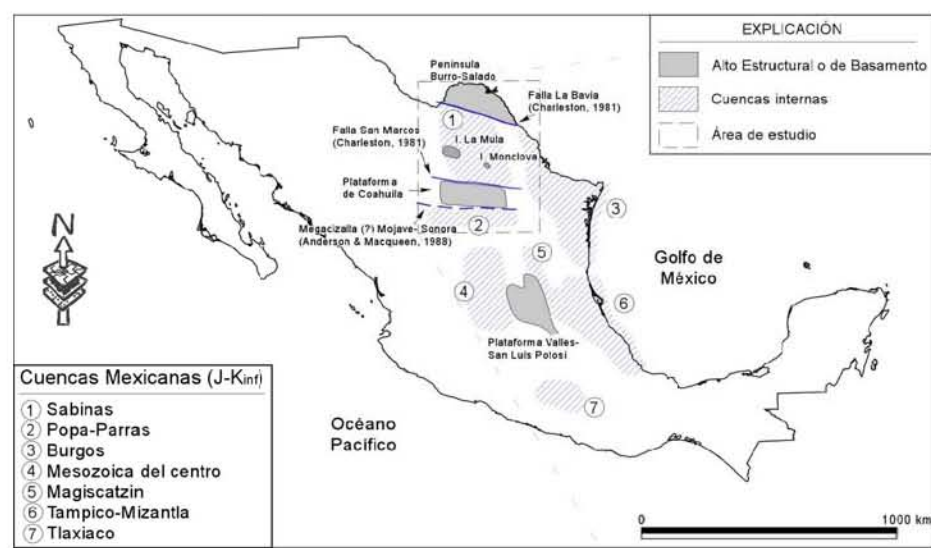 EXPLICACIÓN
Alto Estructural o de Basamento
Cuencas internas
Área de estudio
Península
Burro-Salado
Falla La Bavia
(Charleston, 1981)
1
I. La Mula
Falla San Marcos
(Charleston, 1981)
I. Monclova
Plataforma
de Coahuila
2
3
Megacizalla (?) Mojave-Sonora
(Anderson & Macqueen, 1988)
5
Golfo de
México
4
6
Plataforma Valles-
San Luis Polosí
7
N
Océano
Pacífico
Cuencas Mexicanas (J-Kinf)
1 Sabinas
2 Popa-Parras
3 Burgos
4 Mesozoica del centro
5 Magiscatzin
6 Tampico-Mizantla
7 Tlaxiaco
0 1000 km